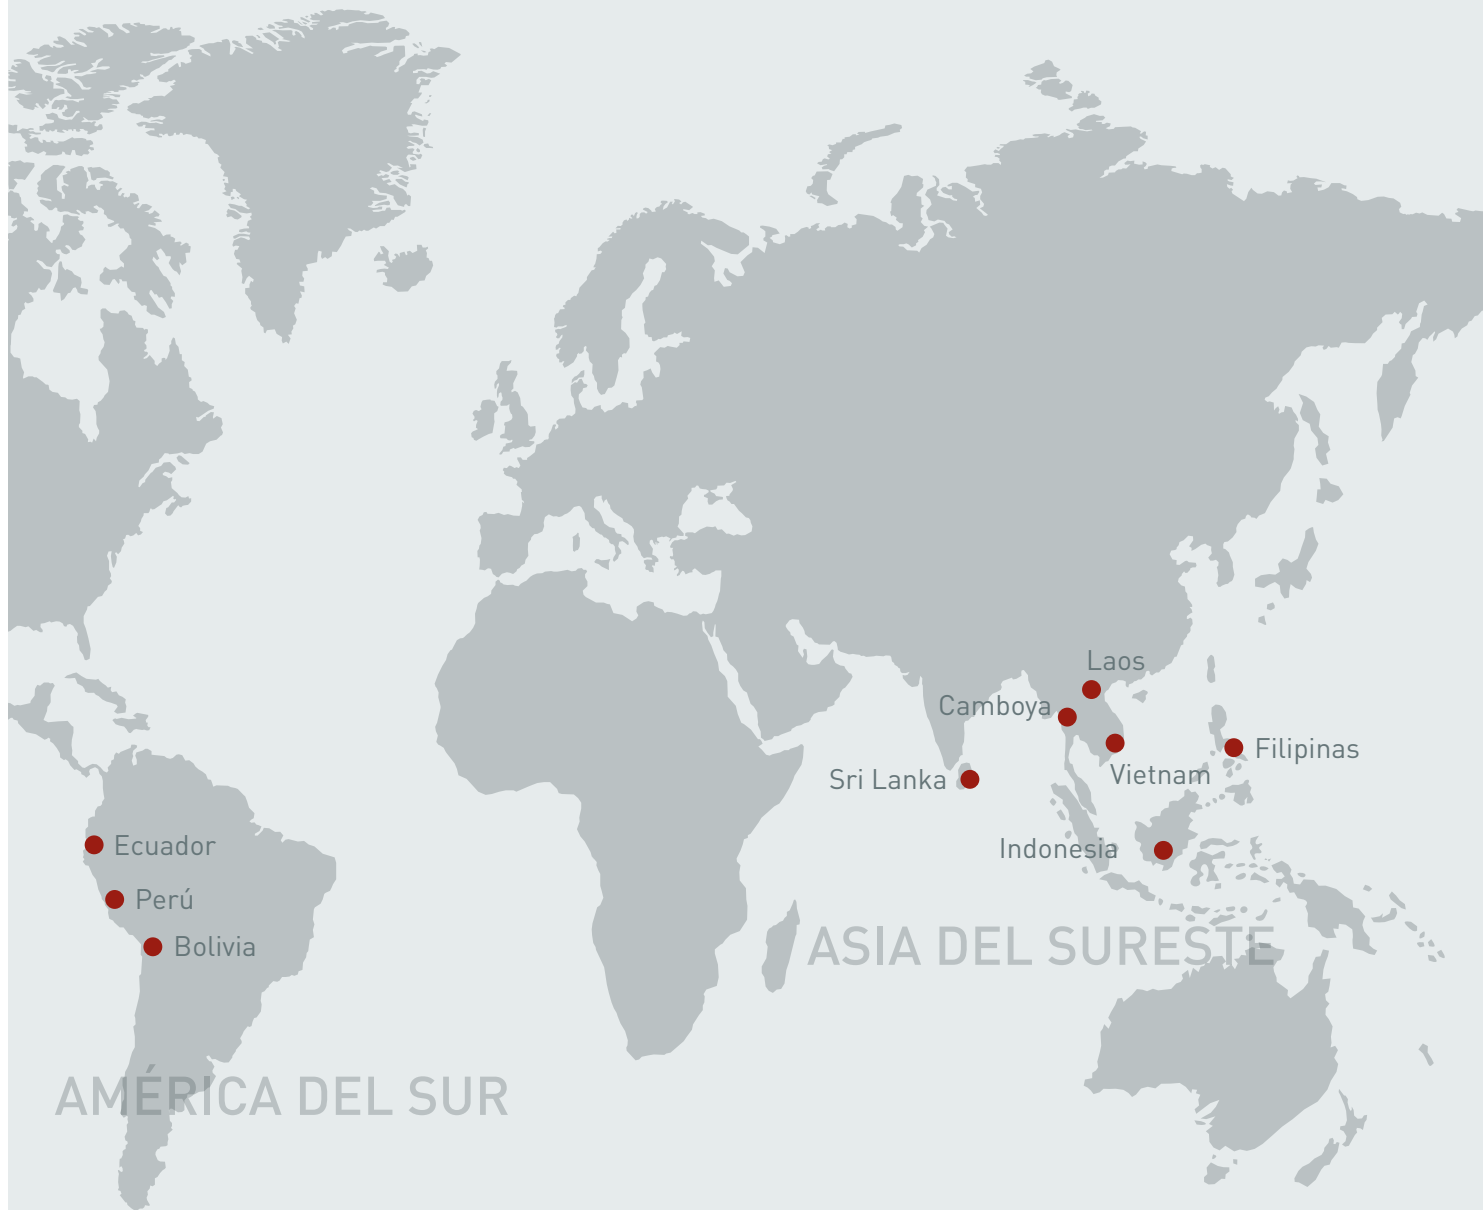 Laos
Camboya
Filipinas
Sri Lanka
Vietnam
Ecuador
Indonesia
Perú
Bolivia
ASIA DEL SURESTE
AMÉRICA DEL SUR